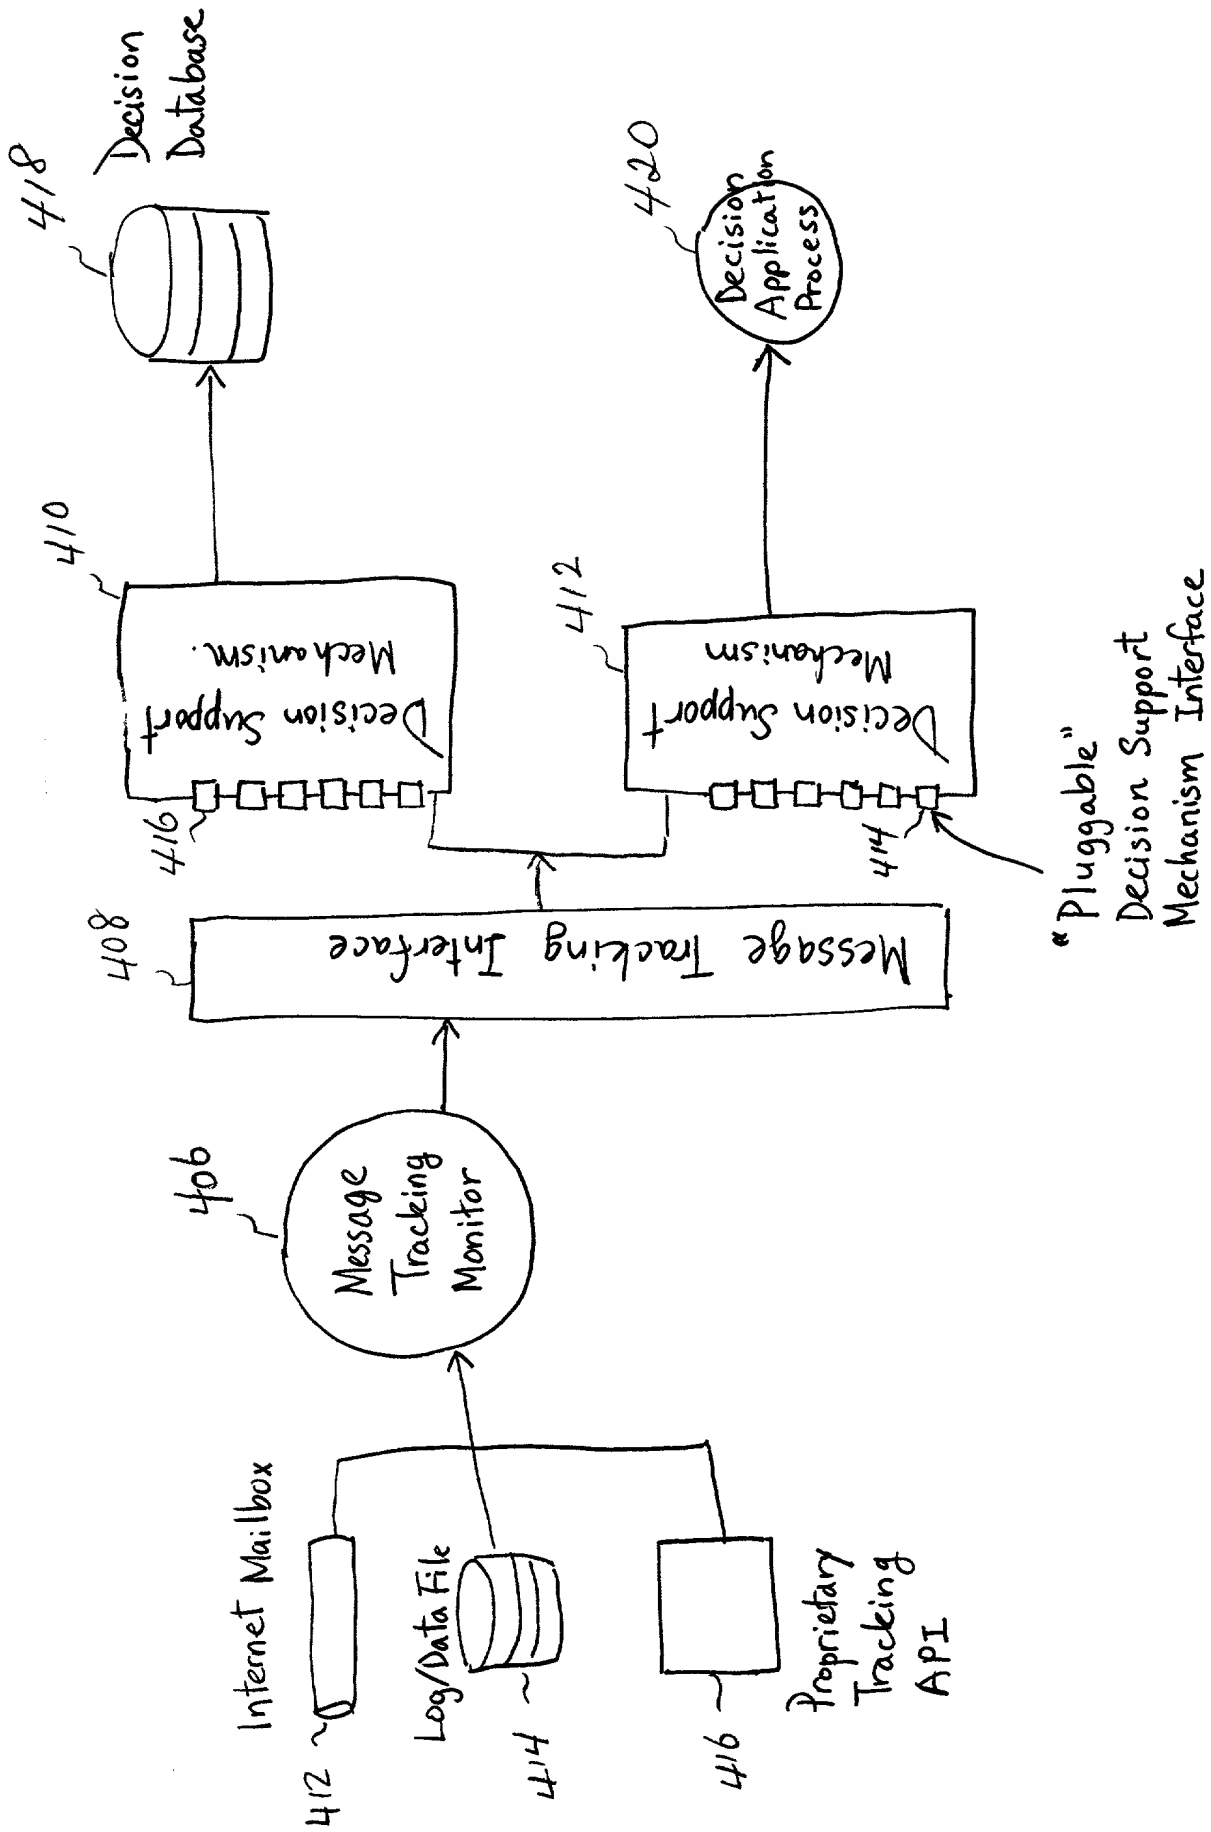 Internet Mailbox
412
Log/Data File
414
416
Proprietary
Tracking
API
406
Message
Tracking
Monitor
408
Message Tracking Interface
416
410
Decision Support
Mechanism.
414
412
Decision Support
Mechanism
"Pluggable"
Decision Support
Mechanism Interface
418
Decision
Database
420
Decision
Application
Process